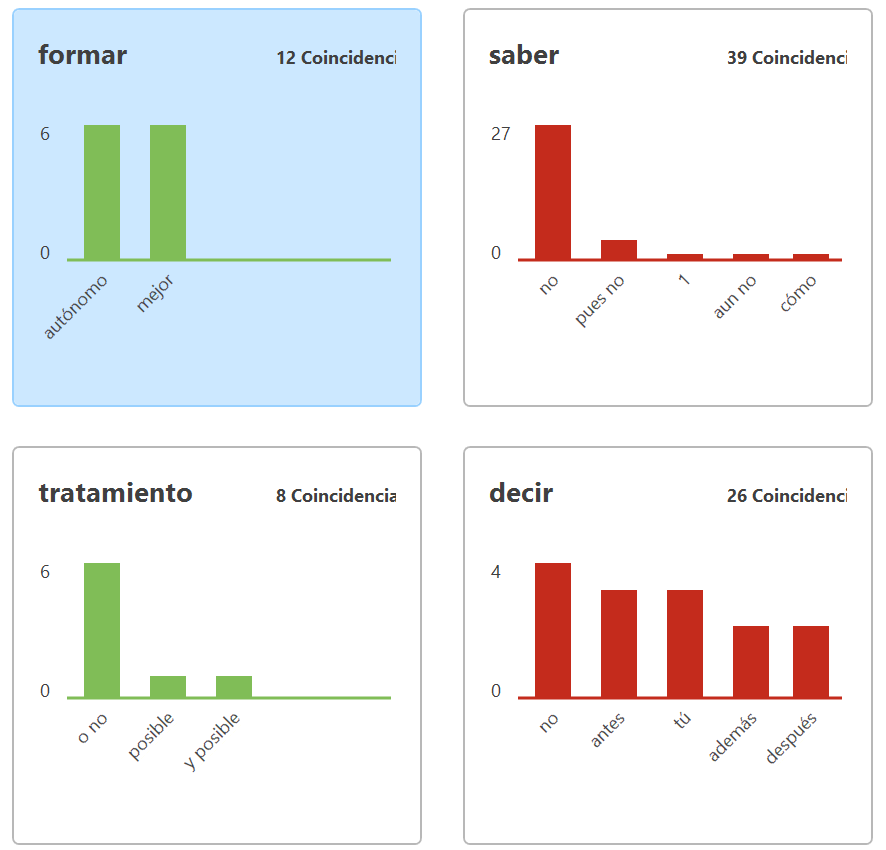 formar 12 Coincidenci
6
0
autónomo mejor
saber 39 Coincidenci
27
0
no pues no 1 aun no cómo
tratamiento 8 Coincidencia
6
0
o no posible y posible
decir 26 Coincidenci
4
0
no antes tú además después